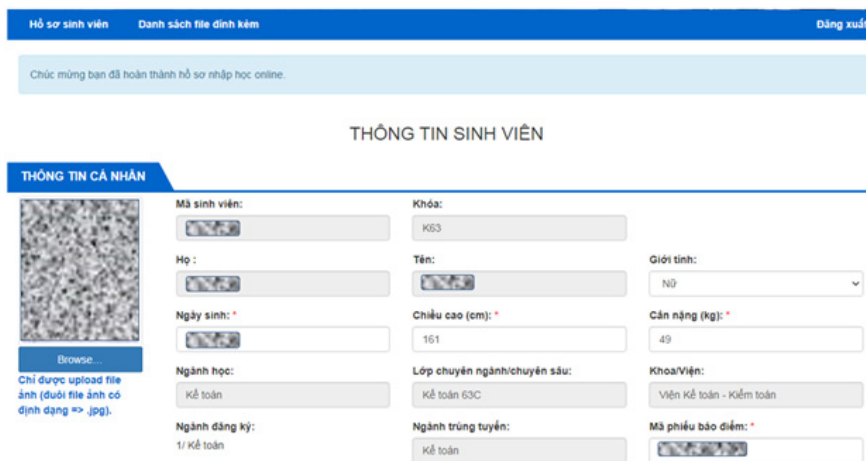 Hồ sơ sinh viên Danh sách file đính kèm Đăng xuất
Chúc mừng bạn đã hoàn thành hồ sơ nhập học online.
THÔNG TIN SINH VIÊN
THÔNG TIN CÁ NHÂN
Mã sinh viên: Khóa:
K63
Họ : Tên: Giới tính:
Nữ
Ngày sinh: * Chiều cao (cm): * Cân nặng (kg): *
161 49
Browse...
Chỉ được upload file
ảnh (đuôi file ảnh có
định dạng => .jpg).
Ngành học: Lớp chuyên ngành/chuyên sâu: Khoa/Viện:
Kế toán Kế toán 63C Viện Kế toán - Kiểm toán
Ngành đăng ký: Ngành trúng tuyển: Mã phiếu báo điểm: *
1/ Kế toán Kế toán